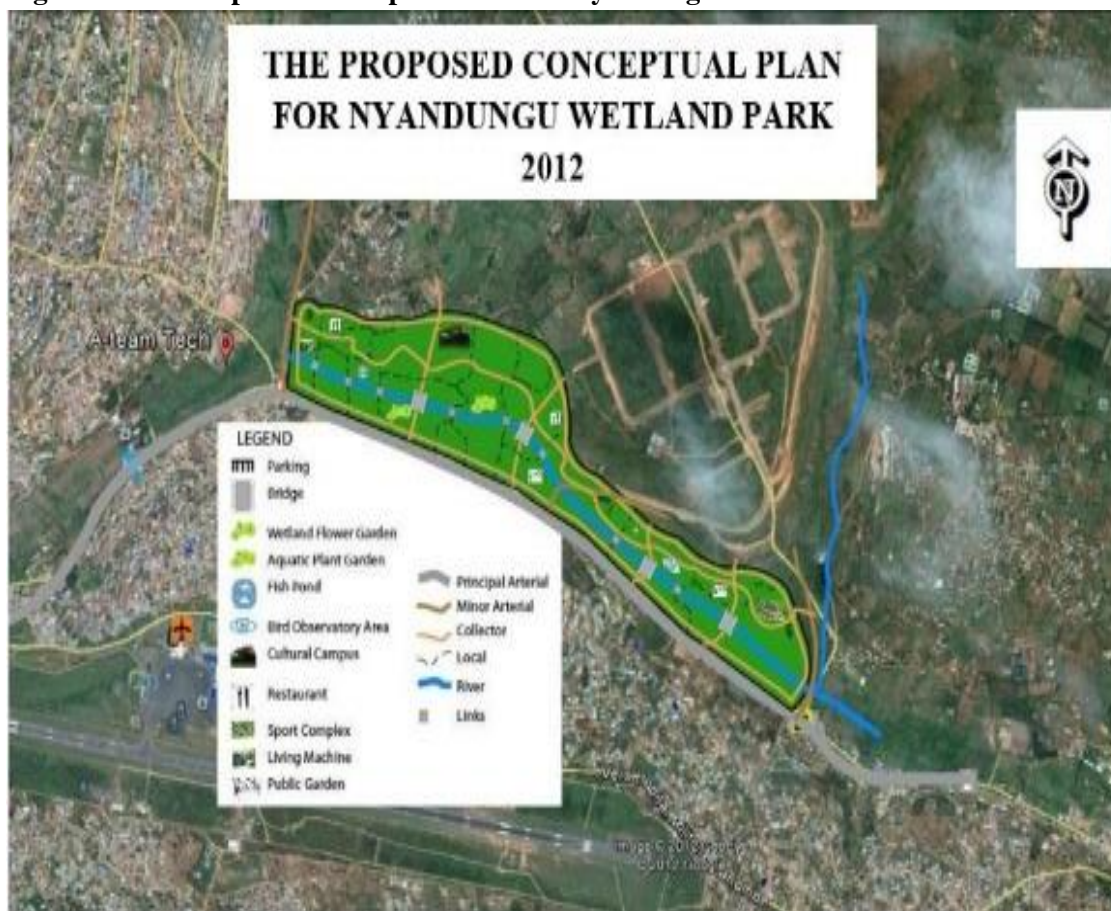 THE PROPOSED CONCEPTUAL PLAN
FOR NYANDUNGU WETLAND PARK
2012
N
A-team Tech
LEGEND
Parking
Bridge
Wetland Flower Garden
Aquatic Plant Garden
Fish Pond
Bird Observatory Area
Cultural Campus
Restaurant
Sport Complex
Living Machine
Public Garden
Principal Arterial
Minor Arterial
Collector
Local
River
Links